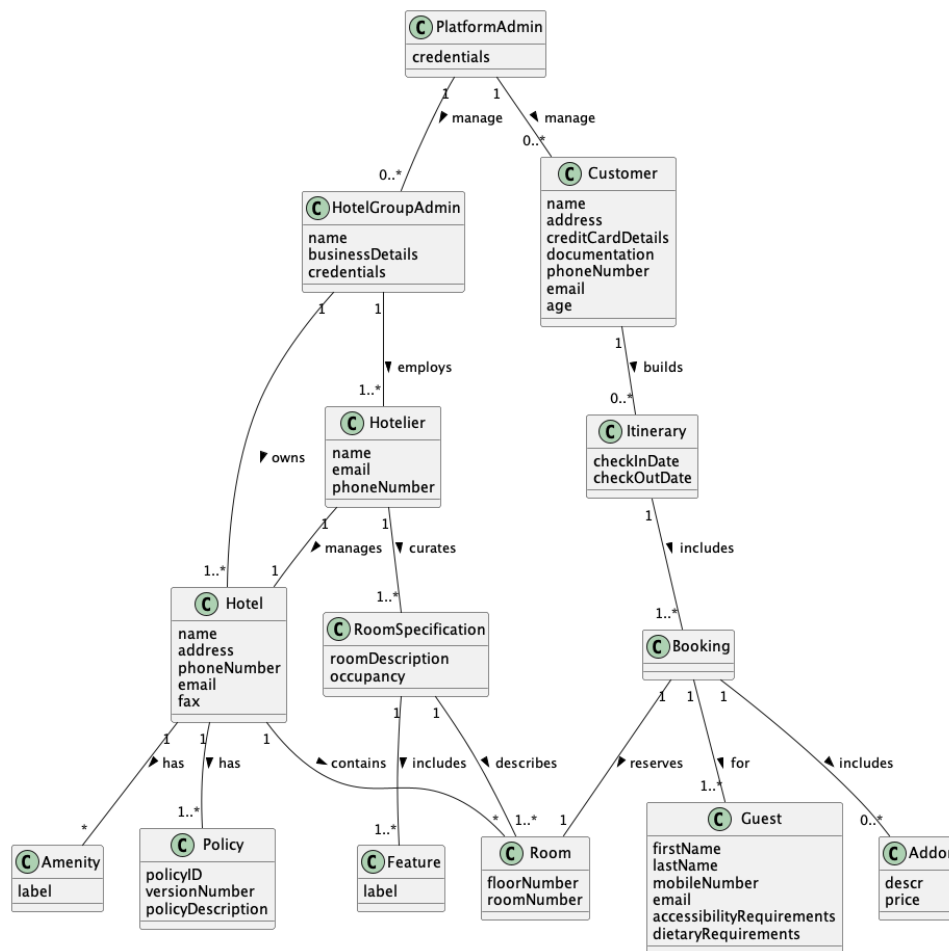 C PlatformAdmin
credentials
1 1
manage manage
0..* 0..*
C Customer
name
address
creditCardDetails
documentation
phoneNumber
email
age
C HotelGroupAdmin
name
businessDetails
credentials
1 1
1
employs
builds
1..*
0..*
C Hotelier
name
email
phoneNumber
C Itinerary
checkInDate
checkOutDate
owns
1 1
1
manages curates
includes
1..* 1
1..*
1..*
C Hotel
name
address
phoneNumber
email
fax
C RoomSpecification
roomDescription
occupancy
C Booking
1 1 1
1 1
1 1 1
has has contains includes describes reserves for includes
* 1..* 1..* * 1..* 1 1..* 0..*
C Amenity
label
C Policy
policyID
versionNumber
policyDescription
C Feature
label
C Room
floorNumber
roomNumber
C Guest
firstName
lastName
mobileNumber
email
accessibilityRequirements
dietaryRequirements
C Addon
descr
price